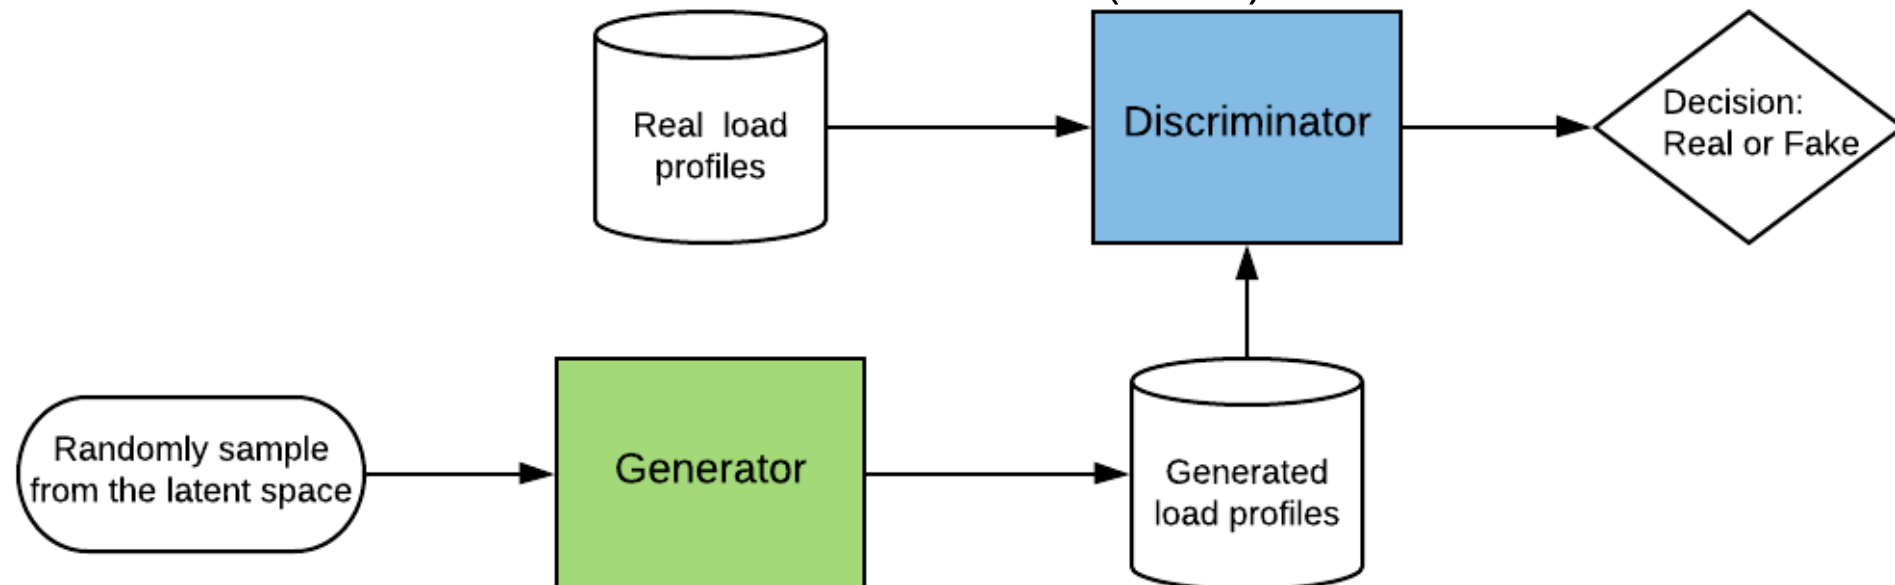 Real load
profiles
Discriminator
Decision:
Real or Fake
Randomly sample
from the latent space
Generator
Generated
load profiles